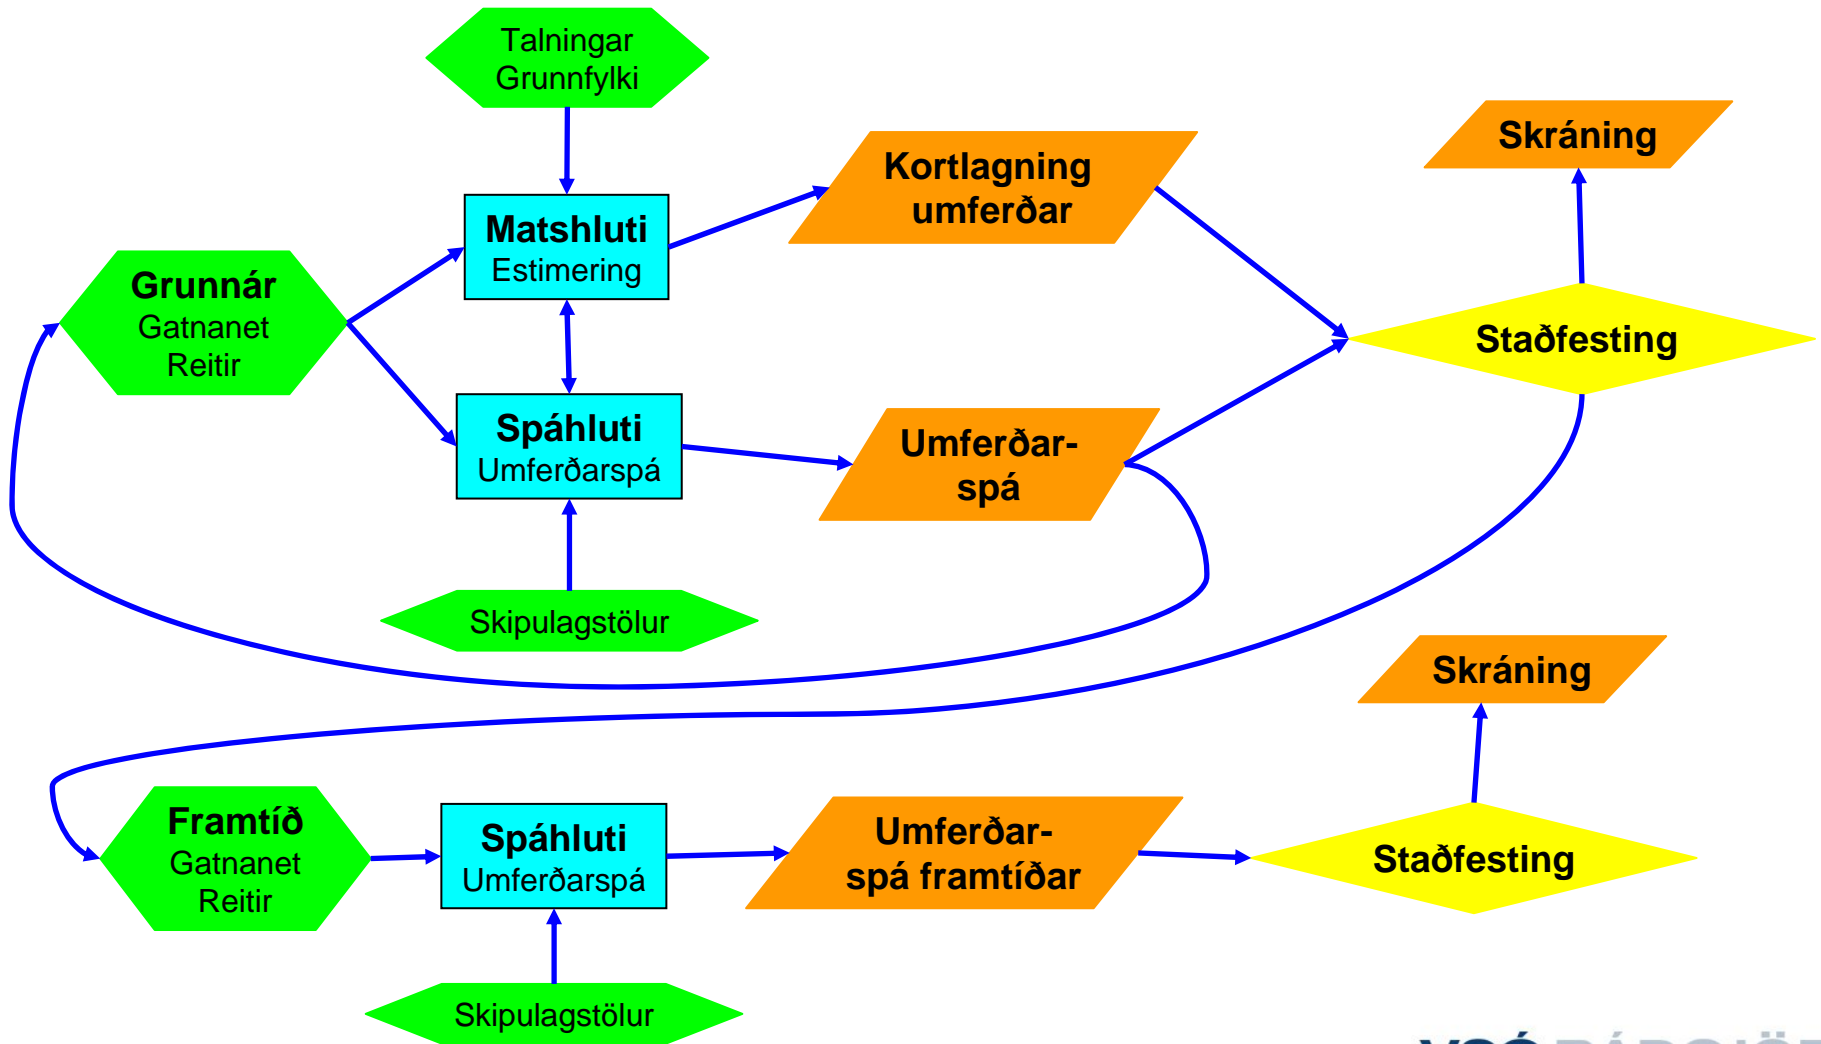 Talningar
Grunnfylki
Skráning
Kortlagning
umferðar
Matshluti
Estimering
Grunnár
Gatnanet
Reitir
Staðfesting
Spáhluti
Umferðarspá
Umferðar-
spá
Skipulagstölur
Skráning
Framtíð
Gatnanet
Reitir
Spáhluti
Umferðarspá
Umferðar-
spá framtíðar
Staðfesting
Skipulagstölur